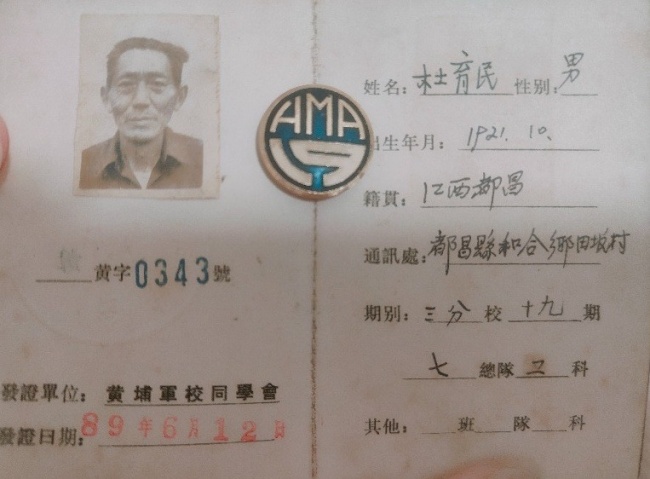 HMA
黄字0343號
發證單位：黄埔軍校同學會
發證日期：89年6月12日
姓名：杜育民 性别：男
出生年月：1921.10.
籍貫：江西都昌
通訊處：都昌縣和合鄉田坂村
期别：三分校十九期
七總隊工科
其他：班隊科